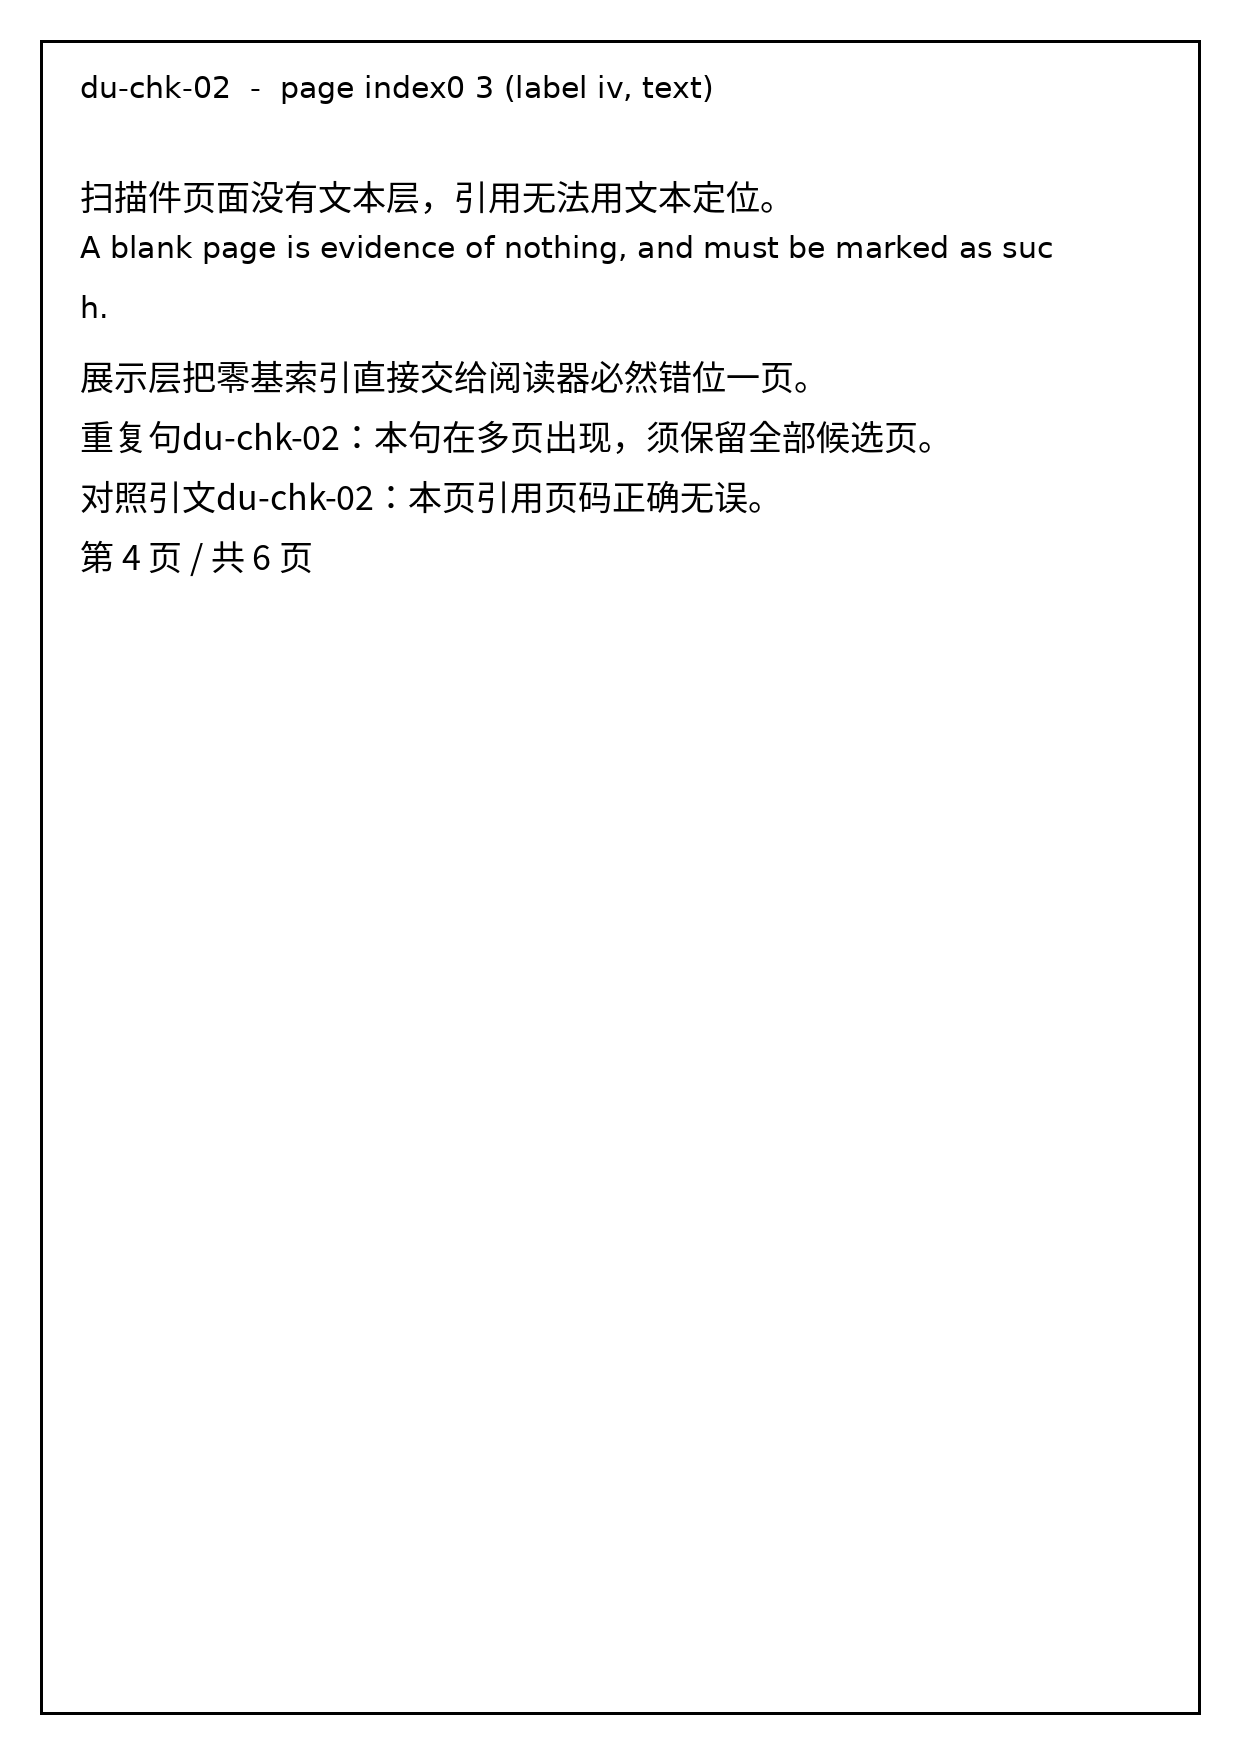 du-chk-02  -  page index0 3 (label iv, text)
扫描件页面没有文本层，引用无法用文本定位。
A blank page is evidence of nothing, and must be marked as suc
h.
展示层把零基索引直接交给阅读器必然错位一页。
重复句du-chk-02：本句在多页出现，须保留全部候选页。
对照引文du-chk-02：本页引用页码正确无误。
第 4 页 / 共 6 页